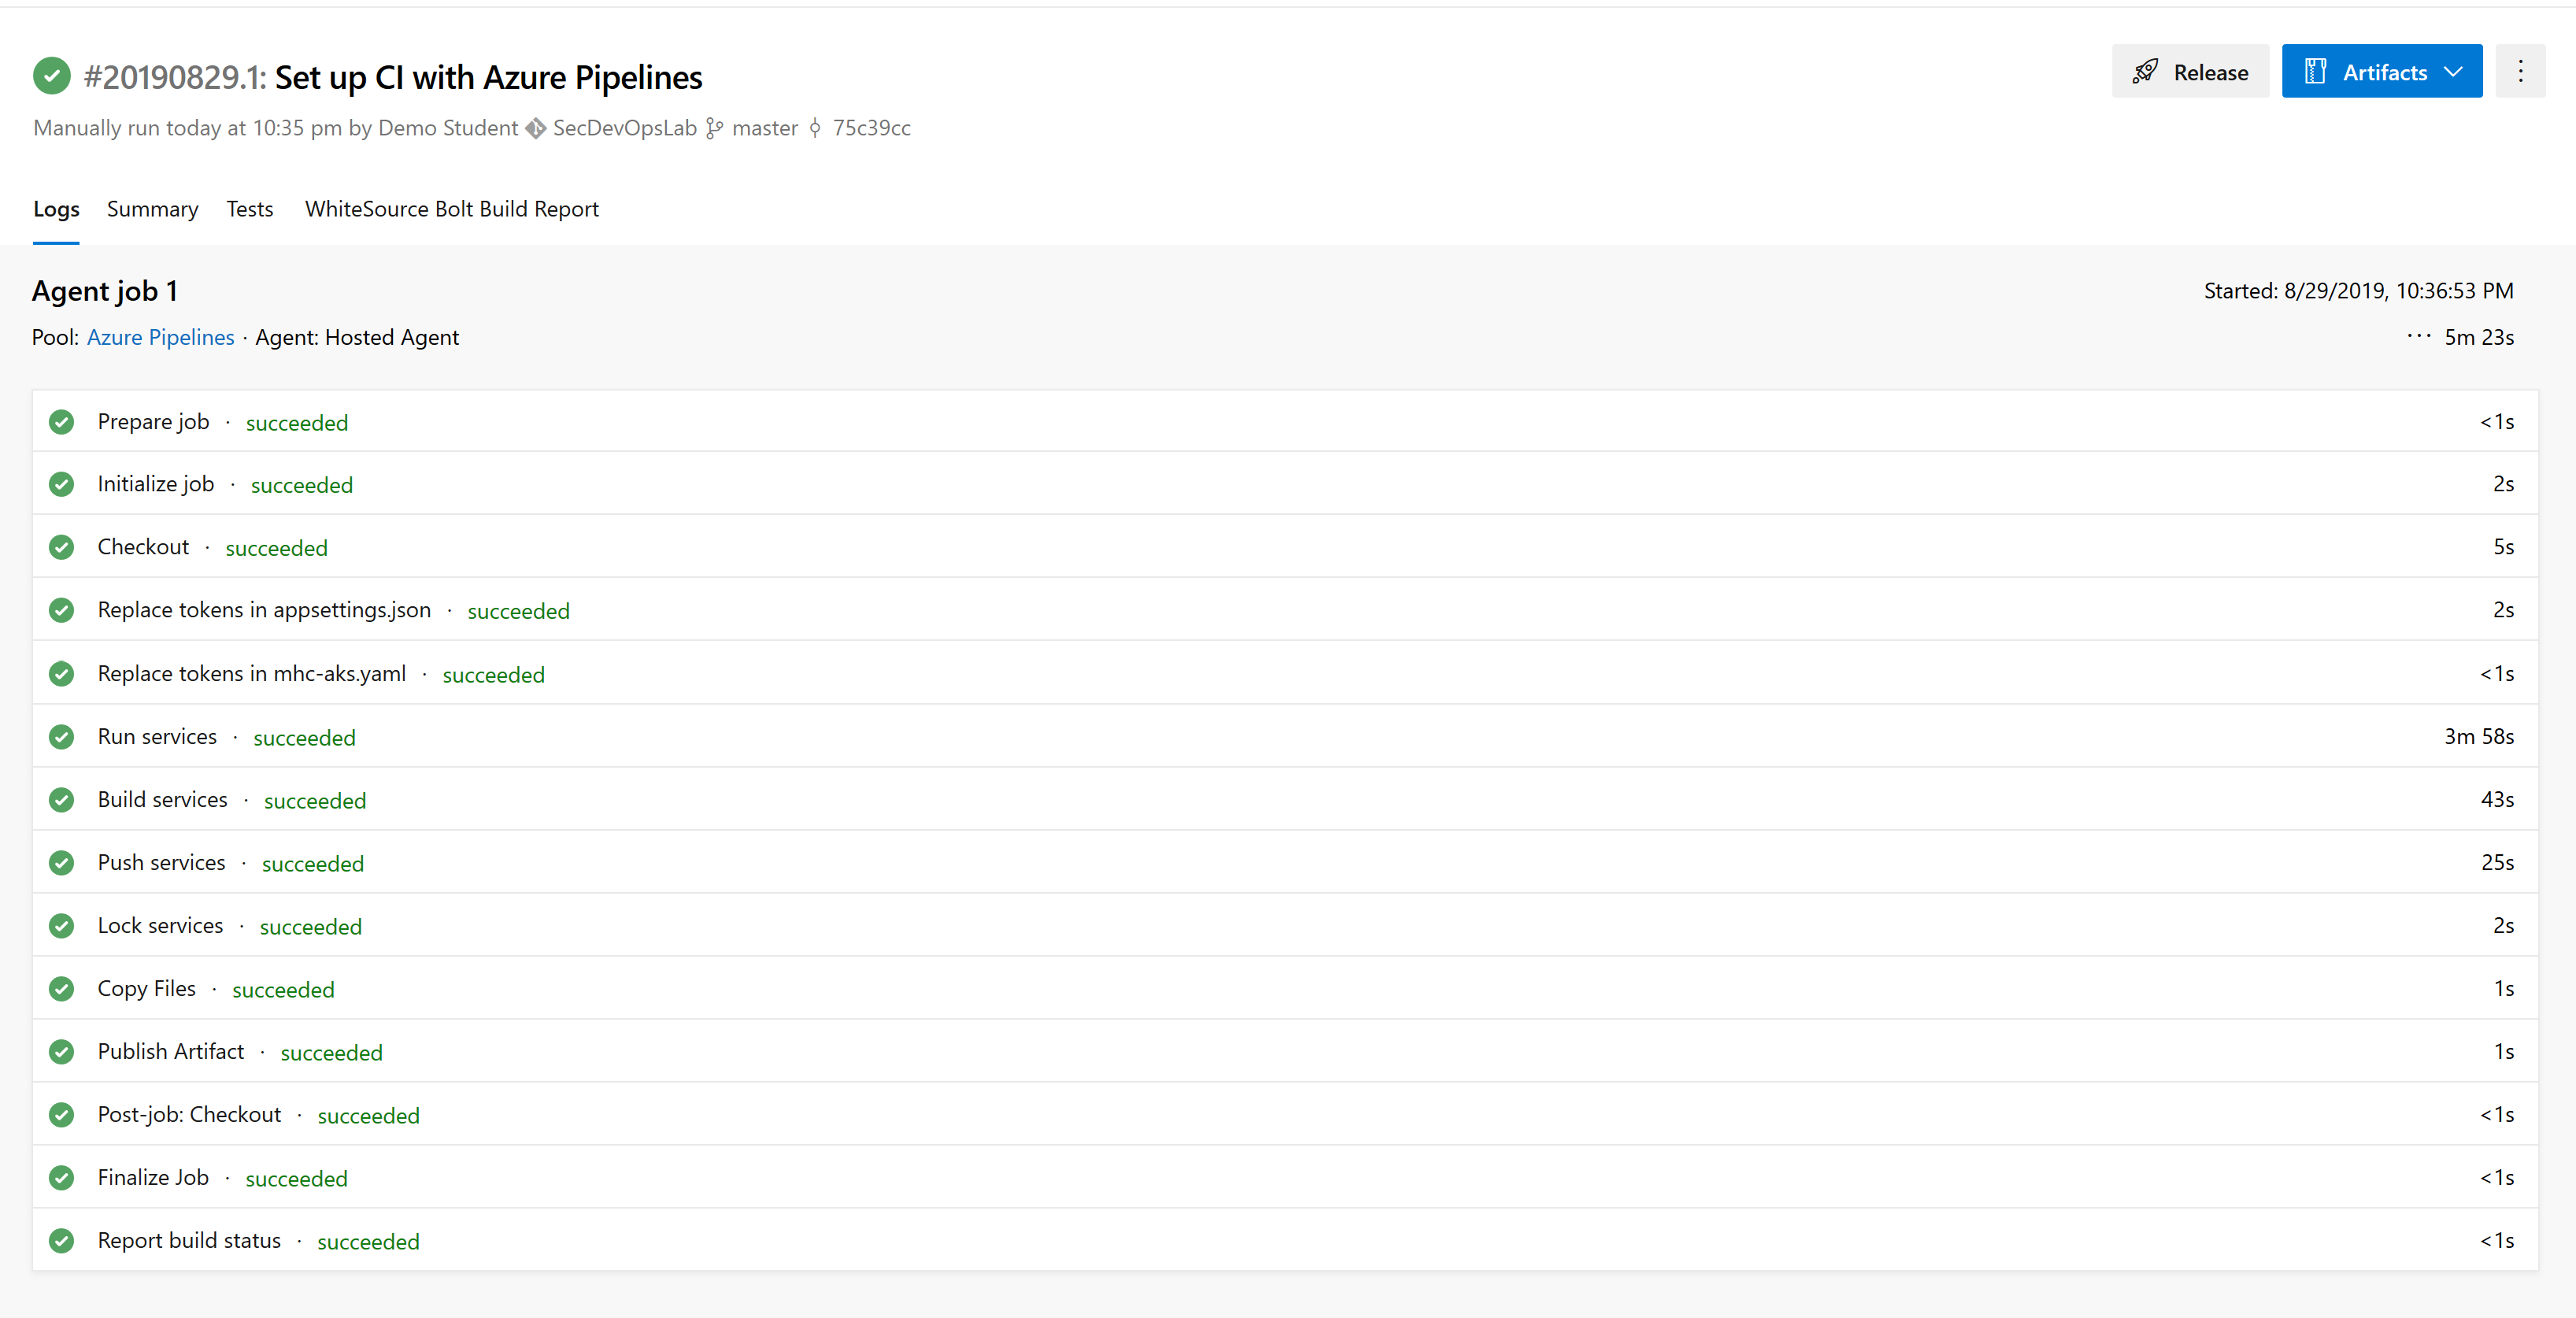 #20190829.1: Set up CI with Azure Pipelines
Release
Artifacts
Manually run today at 10:35 pm by Demo Student SecDevOpsLab master 75c39cc
Logs Summary Tests WhiteSource Bolt Build Report
Agent job 1
Started: 8/29/2019, 10:36:53 PM
Pool: Azure Pipelines · Agent: Hosted Agent
··· 5m 23s
Prepare job · succeeded <1s
Initialize job · succeeded 2s
Checkout · succeeded 5s
Replace tokens in appsettings.json · succeeded 2s
Replace tokens in mhc-aks.yaml · succeeded <1s
Run services · succeeded 3m 58s
Build services · succeeded 43s
Push services · succeeded 25s
Lock services · succeeded 2s
Copy Files · succeeded 1s
Publish Artifact · succeeded 1s
Post-job: Checkout · succeeded <1s
Finalize Job · succeeded <1s
Report build status · succeeded <1s